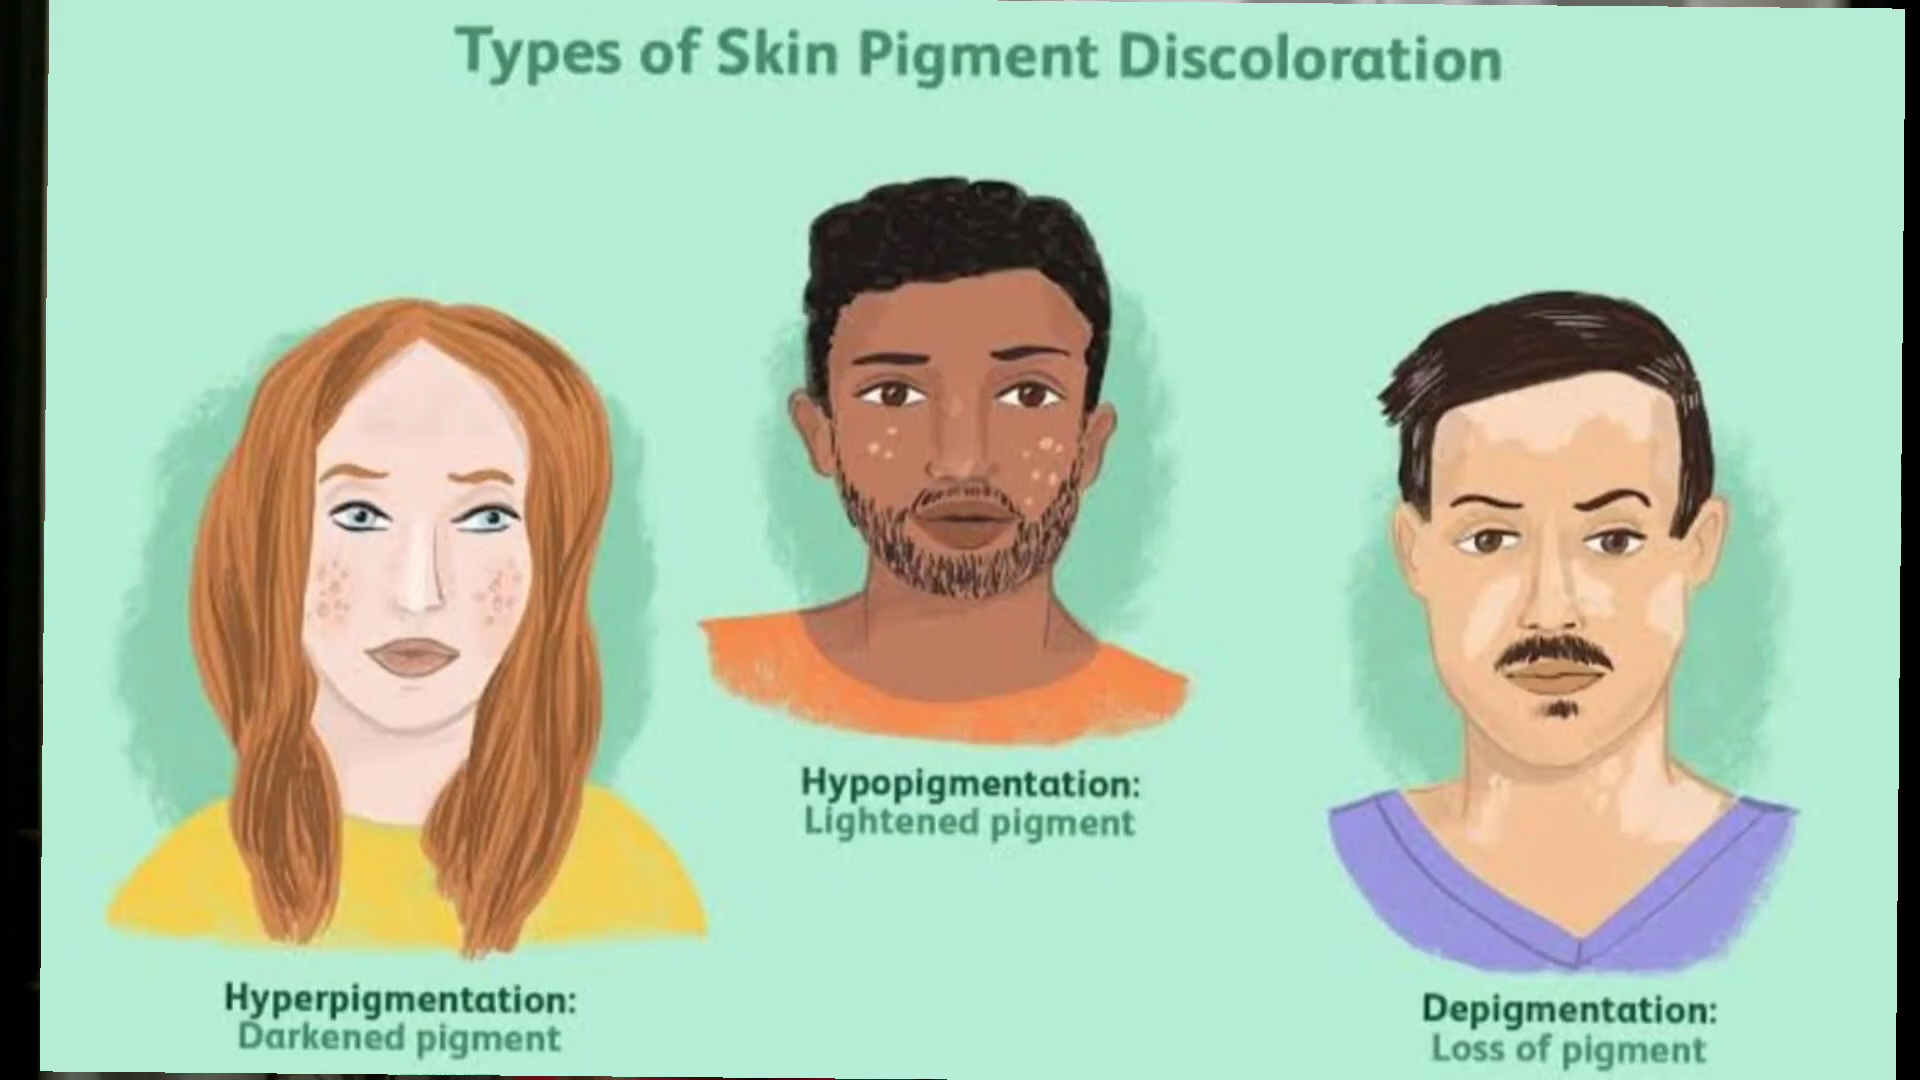 Types of Skin Pigment Discoloration
Hypopigmentation:
Lightened pigment
Hyperpigmentation:
Darkened pigment
Depigmentation:
Loss of pigment